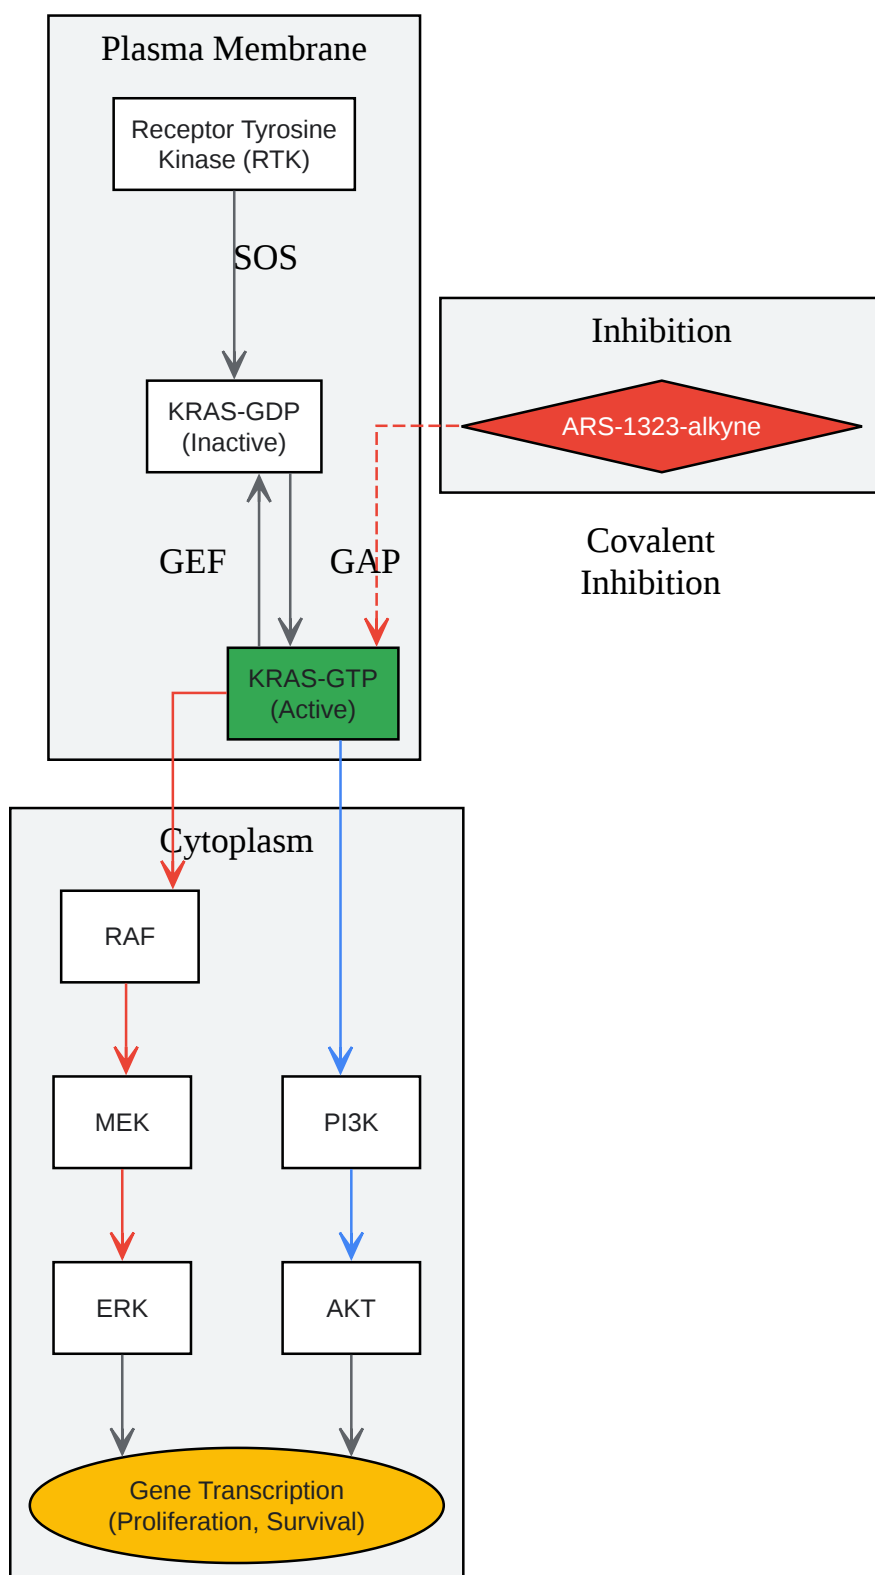 Plasma Membrane
Receptor Tyrosine
Kinase (RTK)
SOS
Inhibition
KRAS-GDP
(Inactive)
ARS-1323-alkyne
GEF
GAP
Covalent
Inhibition
KRAS-GTP
(Active)
Cytoplasm
RAF
MEK
PI3K
ERK
AKT
Gene Transcription
(Proliferation, Survival)